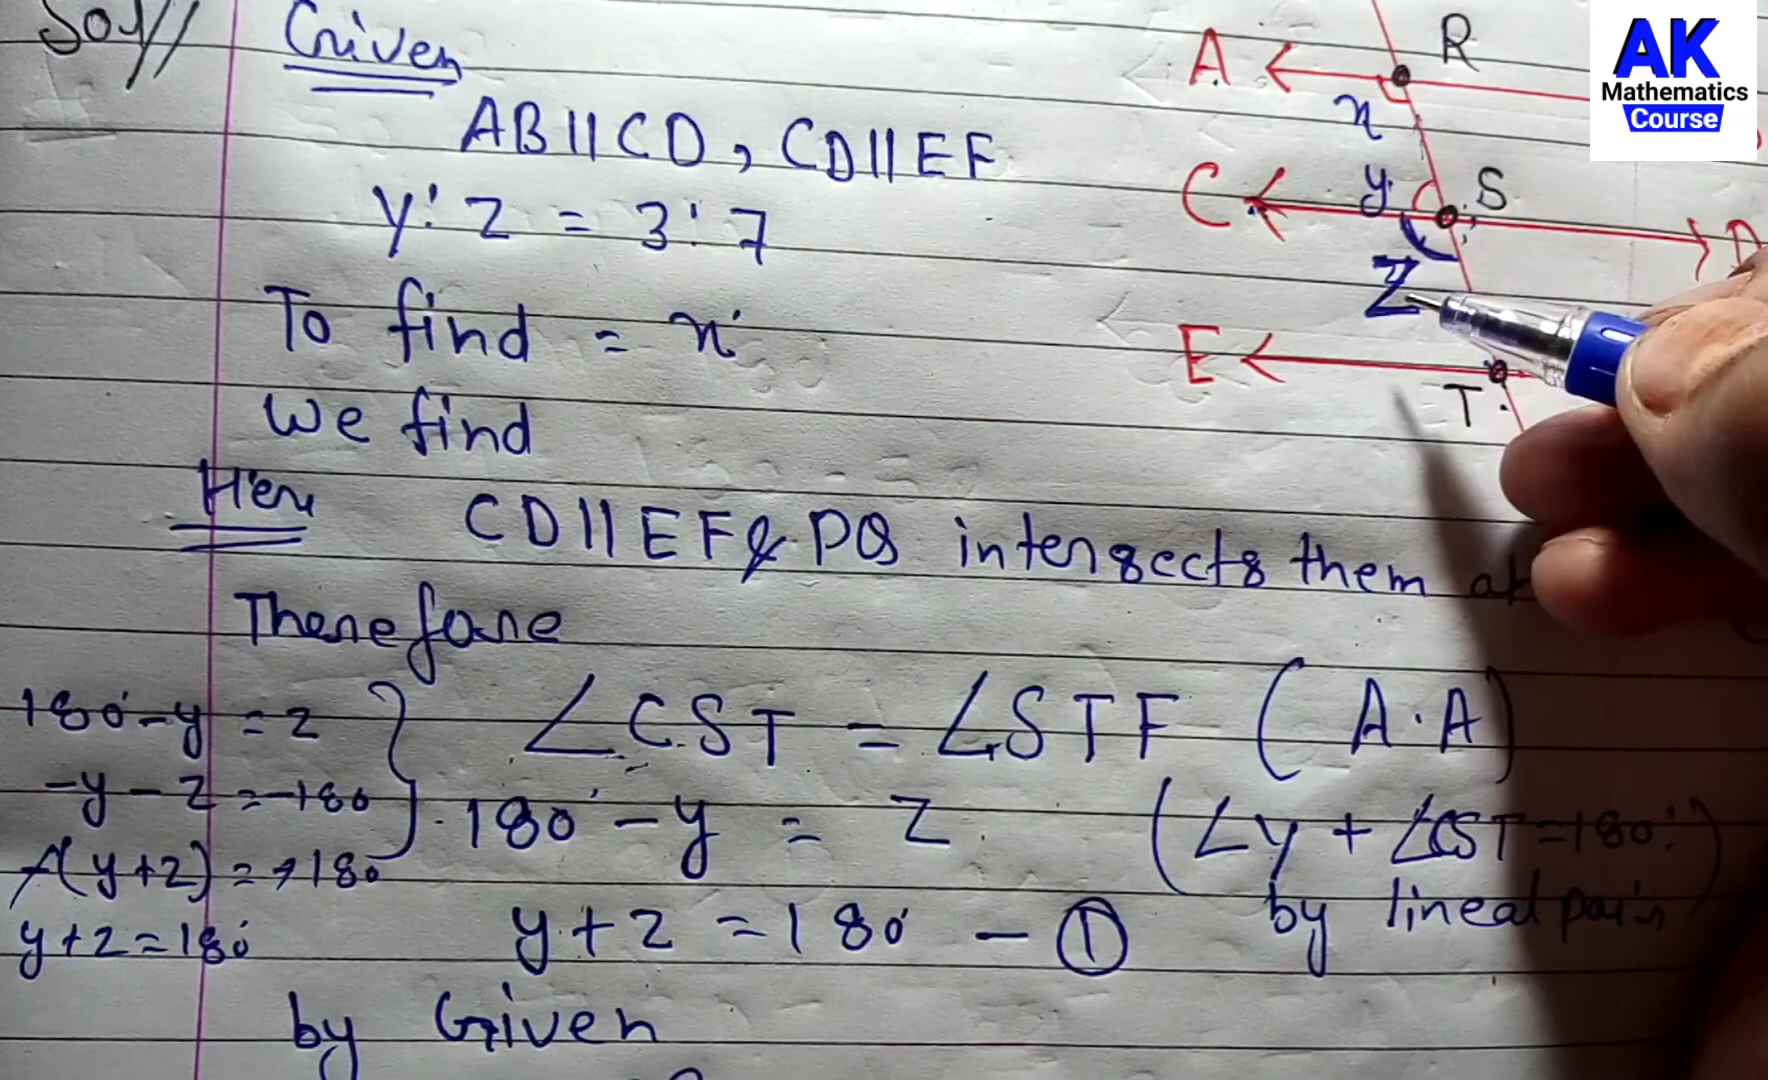 Sol//
Given
AB||CD, CD||EF
y:z = 3:7
To find = x
We find
Here CD||EF & PQ intersects them at
Therefore
∠CST = ∠STF (A.A)
180°-y = z
-y-z=-180
-(y+z)=-180
y+z=180°
180°-y = z (∠y + ∠CST=180°
by lineal pair)
y+z = 180° - ①
by Given
R
A
x
C
y
S
D
Z
E
T
AK
Mathematics
Course